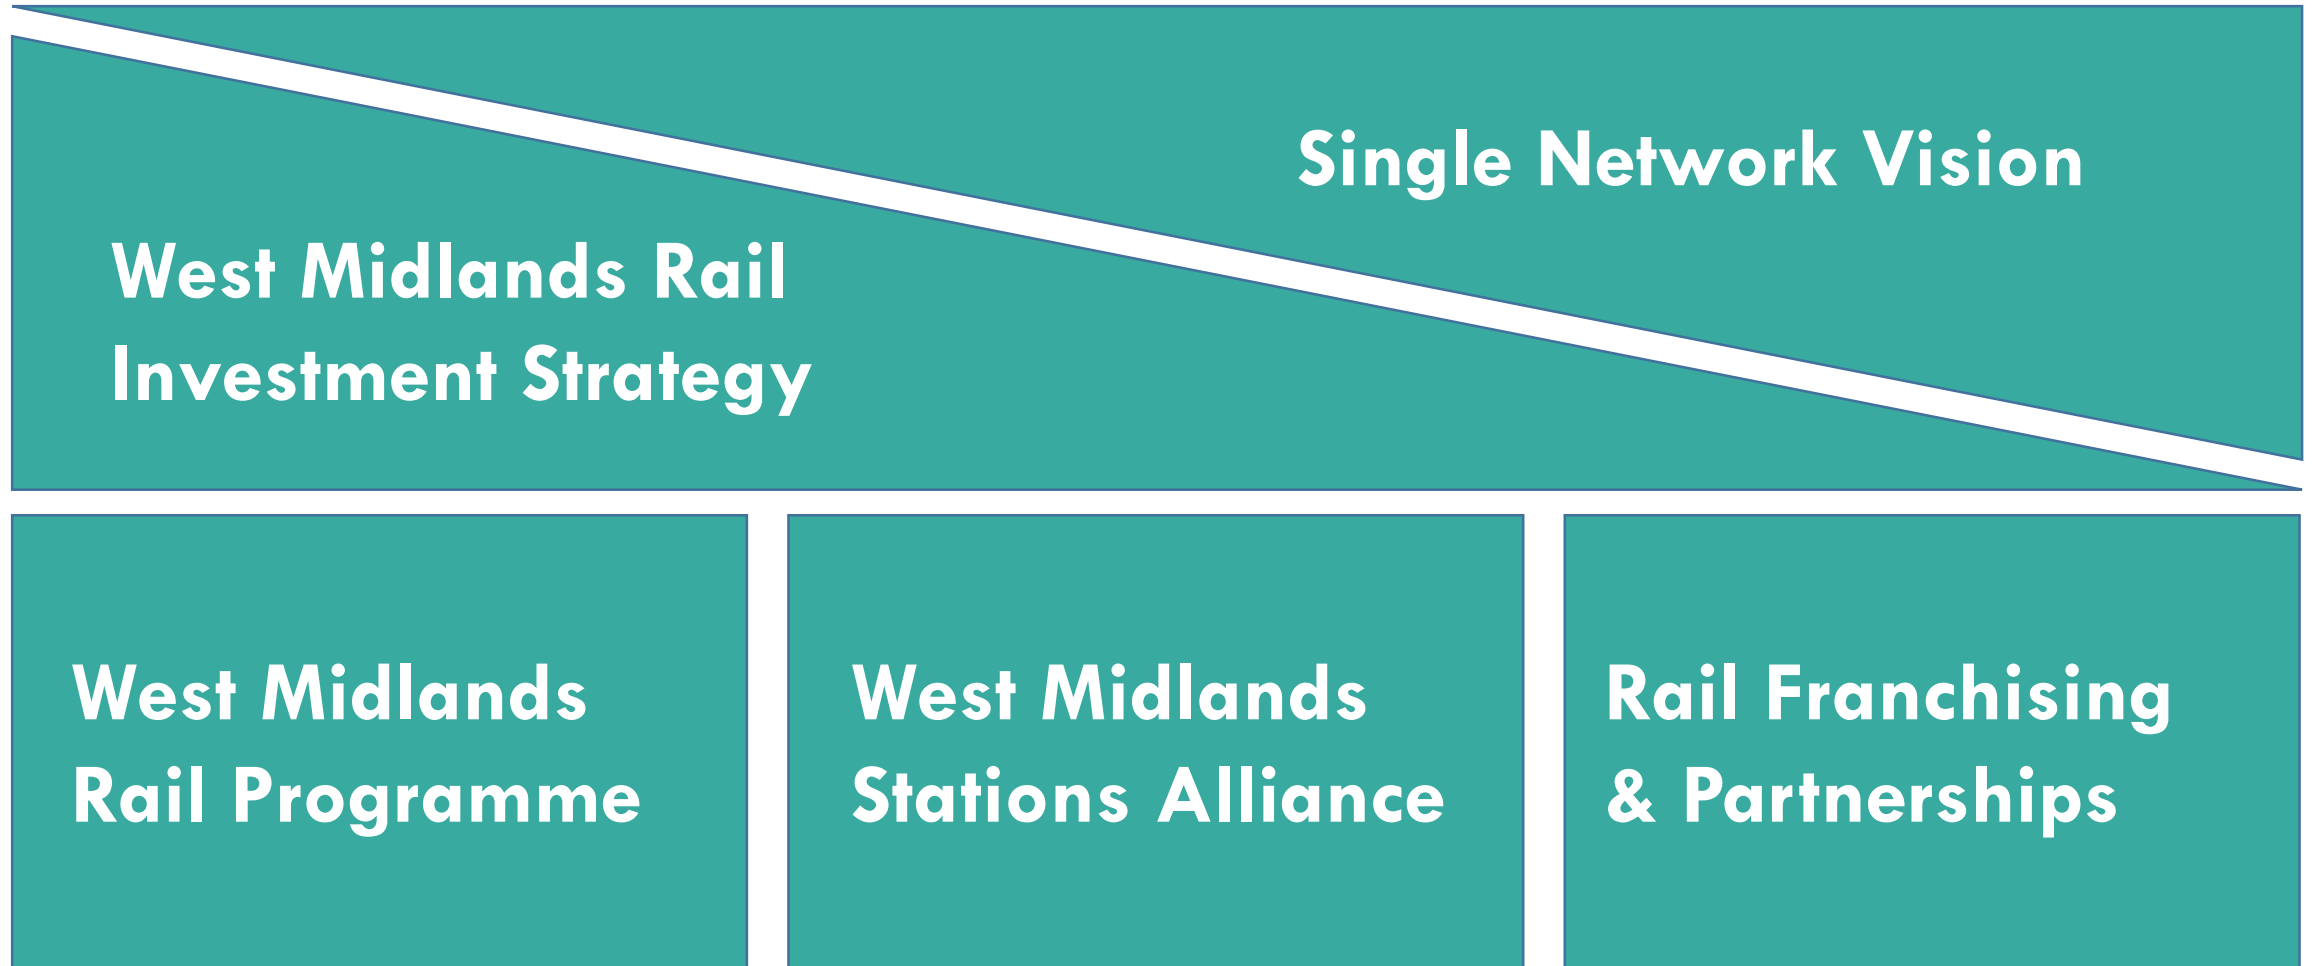 Single Network Vision
West Midlands Rail
Investment Strategy
West Midlands
Rail Programme
West Midlands
Stations Alliance
Rail Franchising
& Partnerships